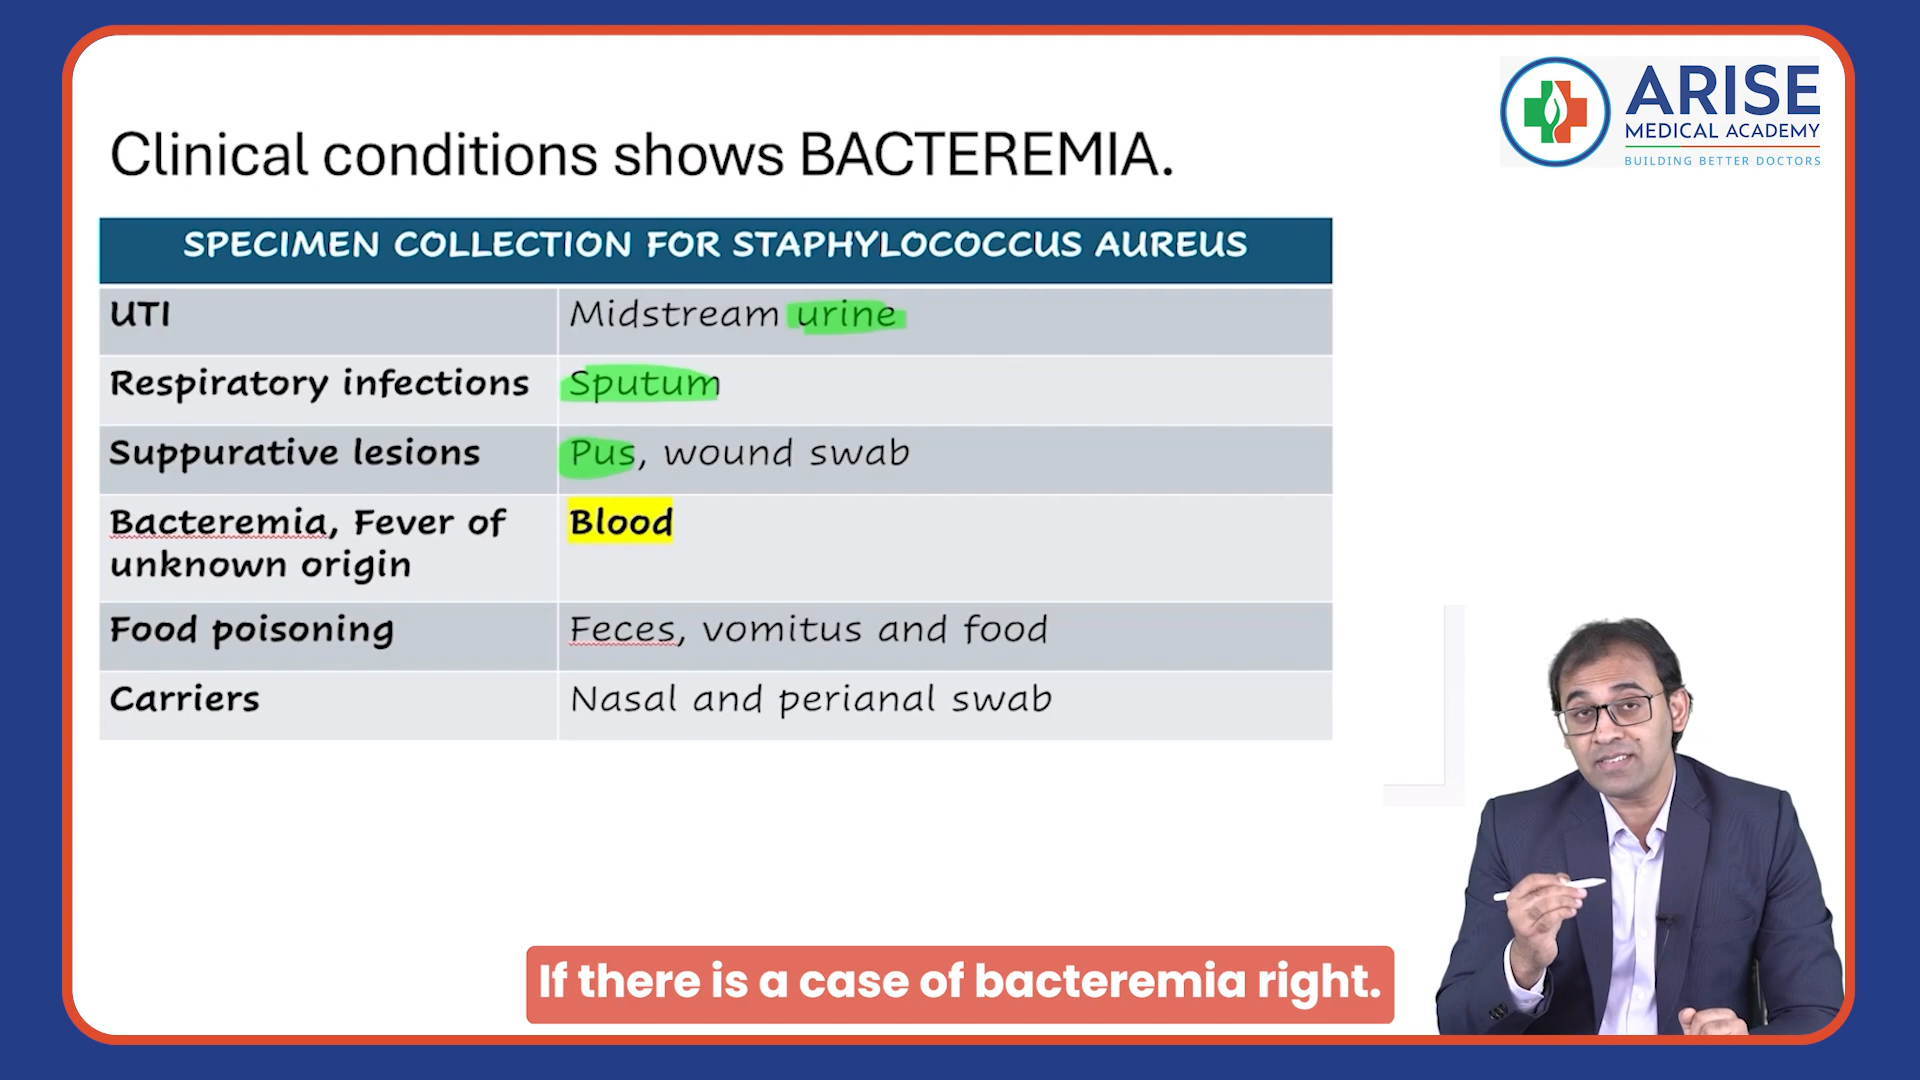 ARISE
MEDICAL ACADEMY
BUILDING BETTER DOCTORS
Clinical conditions shows BACTEREMIA.
SPECIMEN COLLECTION FOR STAPHYLOCOCCUS AUREUS
UTI Midstream urine
Respiratory infections Sputum
Suppurative lesions Pus, wound swab
Bacteremia, Fever of Blood
unknown origin
Food poisoning Feces, vomitus and food
Carriers Nasal and perianal swab
If there is a case of bacteremia right.